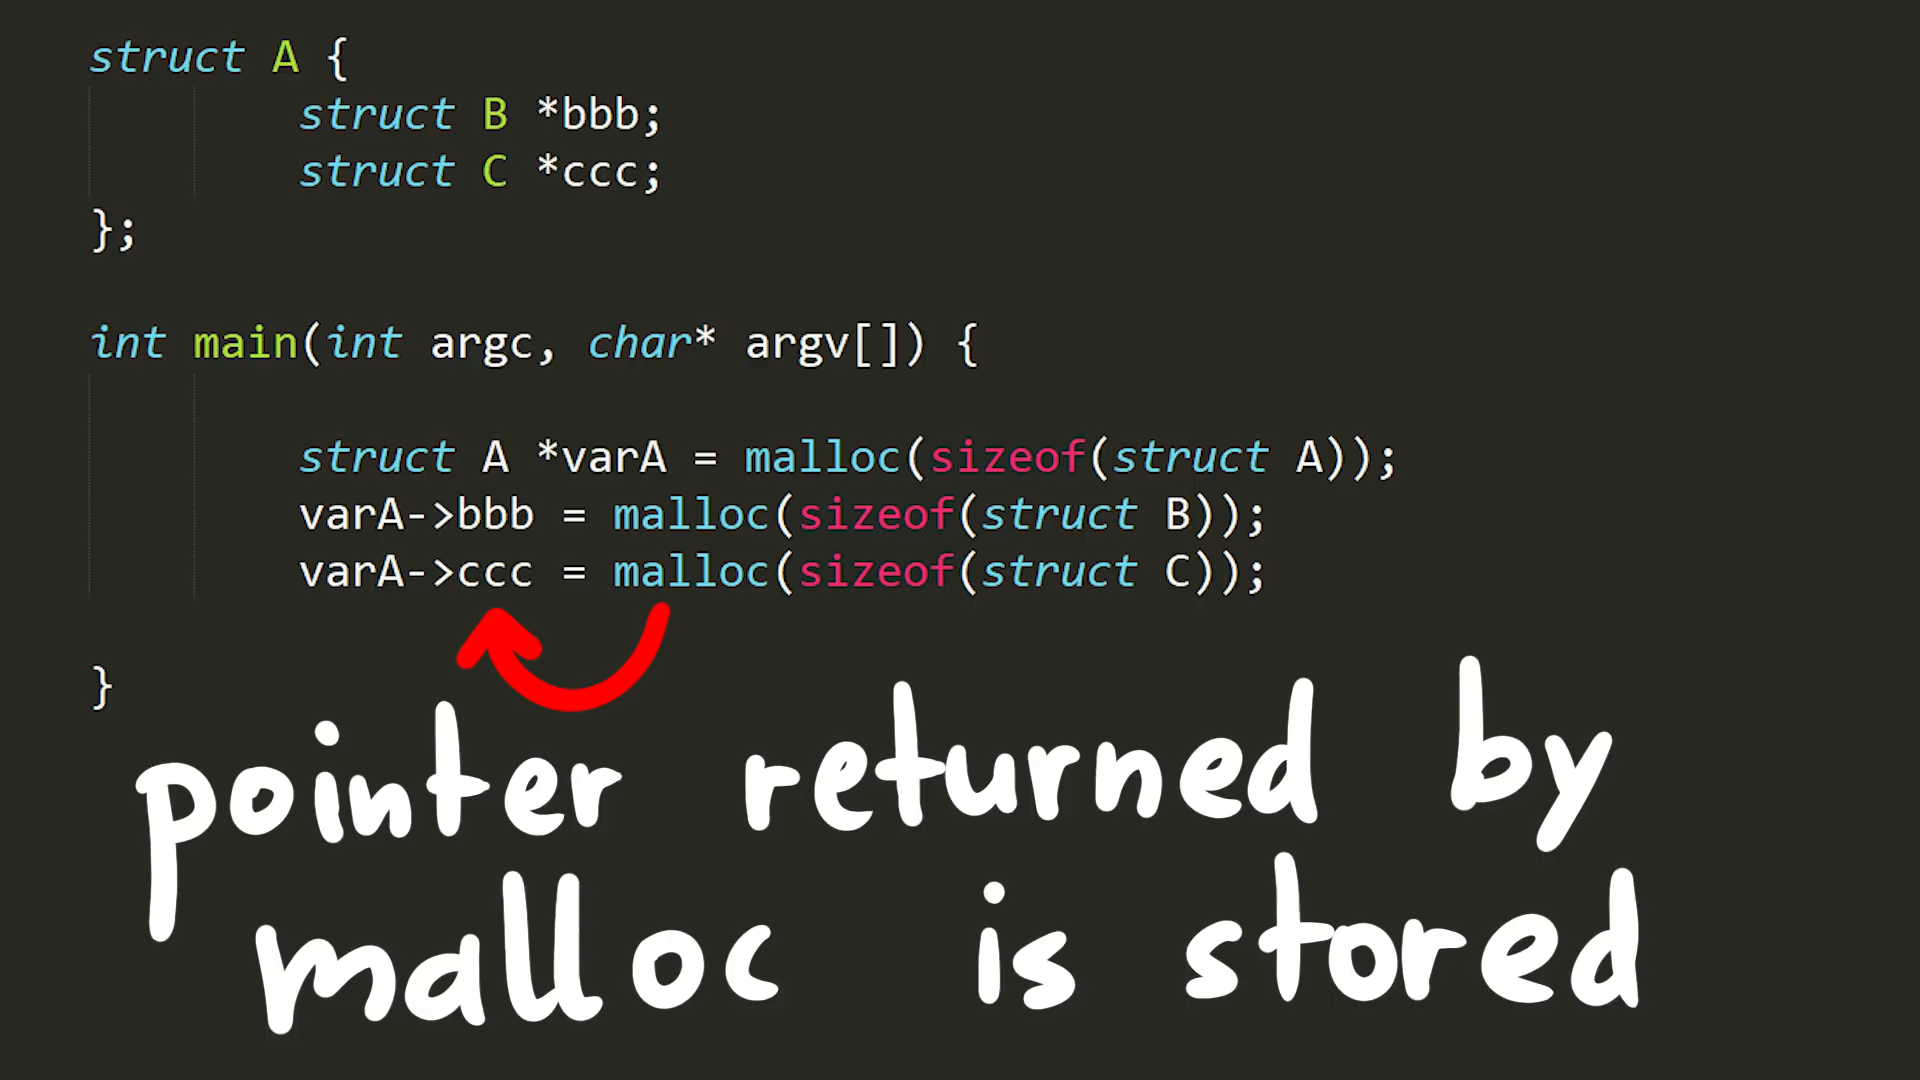 struct A {
struct B *bbb;
struct C *ccc;
};
int main(int argc, char* argv[]) {
struct A *varA = malloc(sizeof(struct A));
varA->bbb = malloc(sizeof(struct B));
varA->ccc = malloc(sizeof(struct C));
}
pointer returned by
malloc is stored